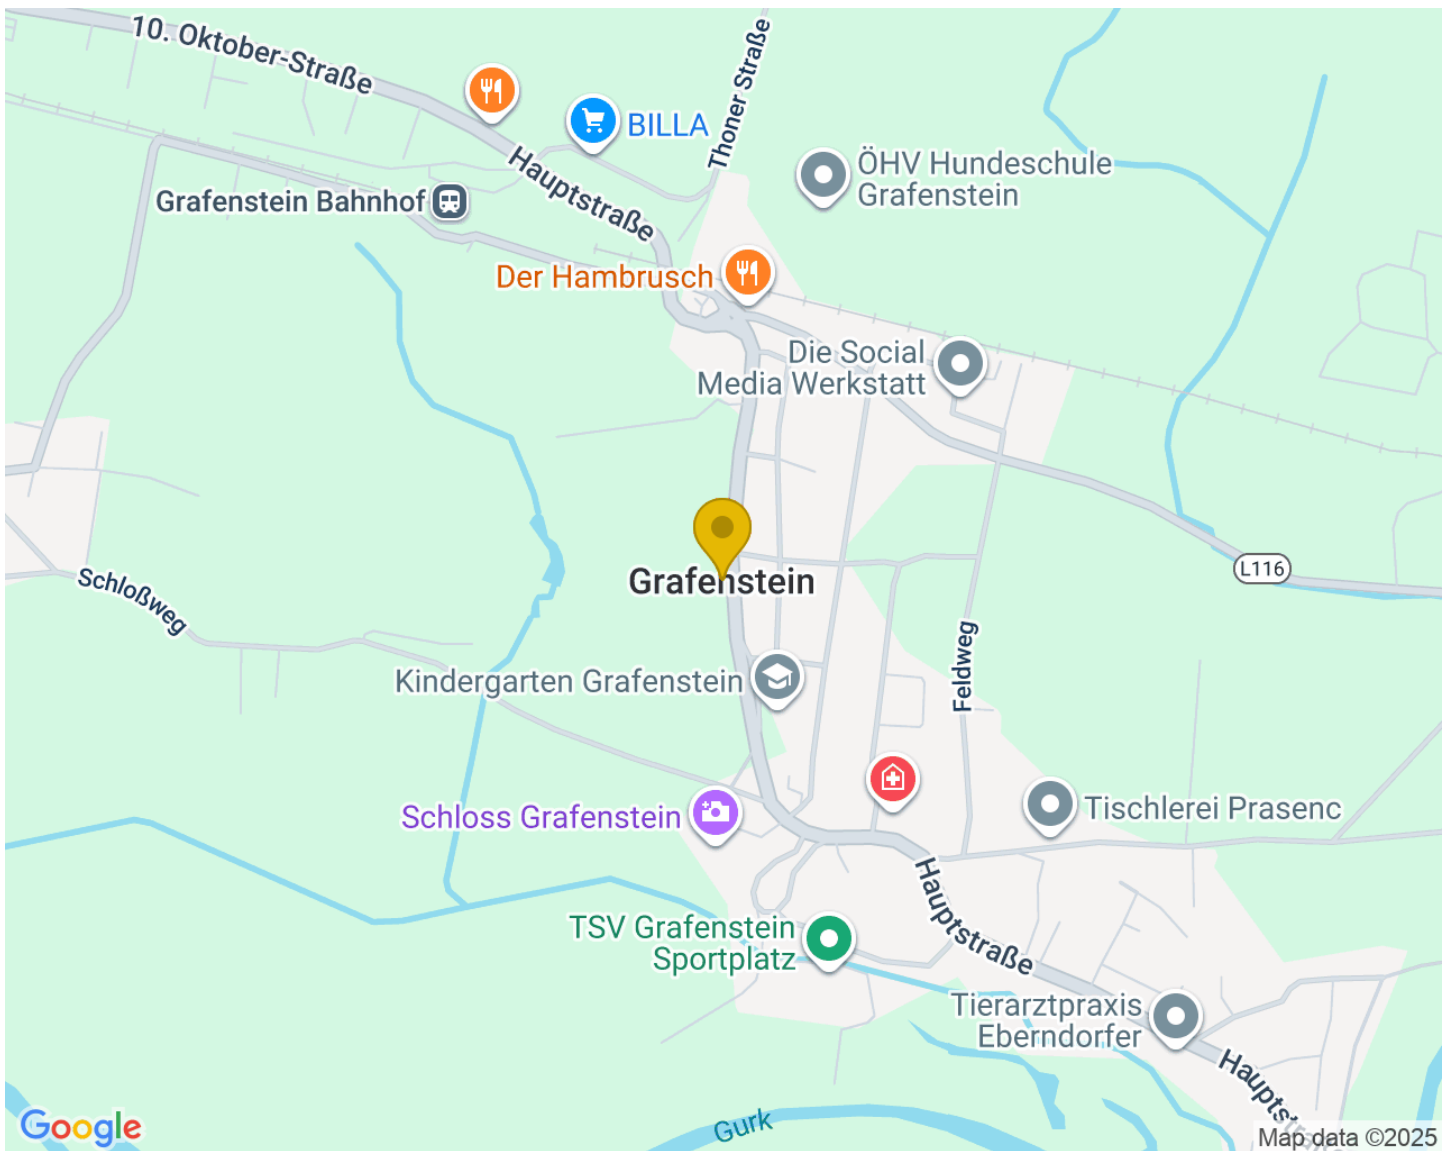 10. Oktober-Straße
Thoner Straße
BILLA
Hauptstraße
ÖHV Hundeschule
Grafenstein
Grafenstein Bahnhof
Der Hambrusch
Die Social
Media Werkstatt
L116
Grafenstein
Schloßweg
Feldweg
Kindergarten Grafenstein
Schloss Grafenstein
Tischlerei Prasenc
Hauptstraße
TSV Grafenstein
Sportplatz
Tierarztpraxis
Eberndorfer
Hauptstraße
Gurk
Google
Map data ©2025